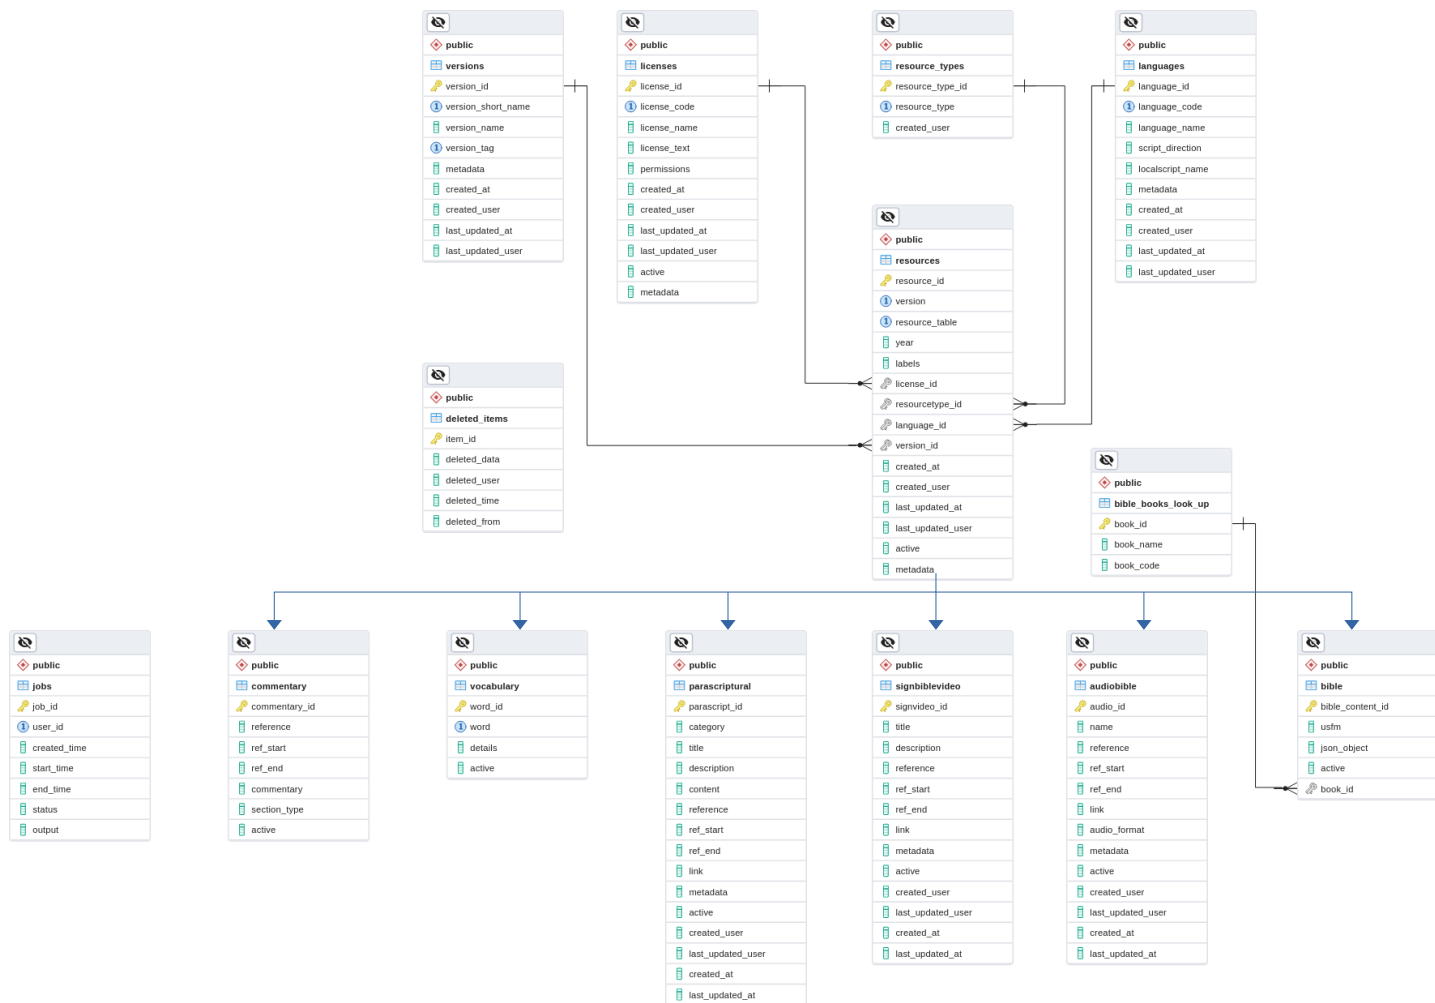 public
versions
version_id
version_short_name
version_name
version_tag
metadata
created_at
created_user
last_updated_at
last_updated_user
public
licenses
license_id
license_code
license_name
license_text
permissions
created_at
created_user
last_updated_at
last_updated_user
active
metadata
public
resource_types
resource_type_id
resource_type
created_user
public
languages
language_id
language_code
language_name
script_direction
localscript_name
metadata
created_at
created_user
last_updated_at
last_updated_user
public
resources
resource_id
version
resource_table
year
labels
license_id
resourcetype_id
language_id
version_id
created_at
created_user
last_updated_at
last_updated_user
active
metadata
public
deleted_items
item_id
deleted_data
deleted_user
deleted_time
deleted_from
public
bible_books_look_up
book_id
book_name
book_code
public
jobs
job_id
user_id
created_time
start_time
end_time
status
output
public
commentary
commentary_id
reference
ref_start
ref_end
commentary
section_type
active
public
vocabulary
word_id
word
details
active
public
parascriptural
parascript_id
category
title
description
content
reference
ref_start
ref_end
link
metadata
active
created_user
last_updated_user
created_at
last_updated_at
public
signbiblevideo
signvideo_id
title
description
reference
ref_start
ref_end
link
metadata
active
created_user
last_updated_user
created_at
last_updated_at
public
audiobible
audio_id
name
reference
ref_start
ref_end
link
audio_format
metadata
active
created_user
last_updated_user
created_at
last_updated_at
public
bible
bible_content_id
usfm
json_object
active
book_id